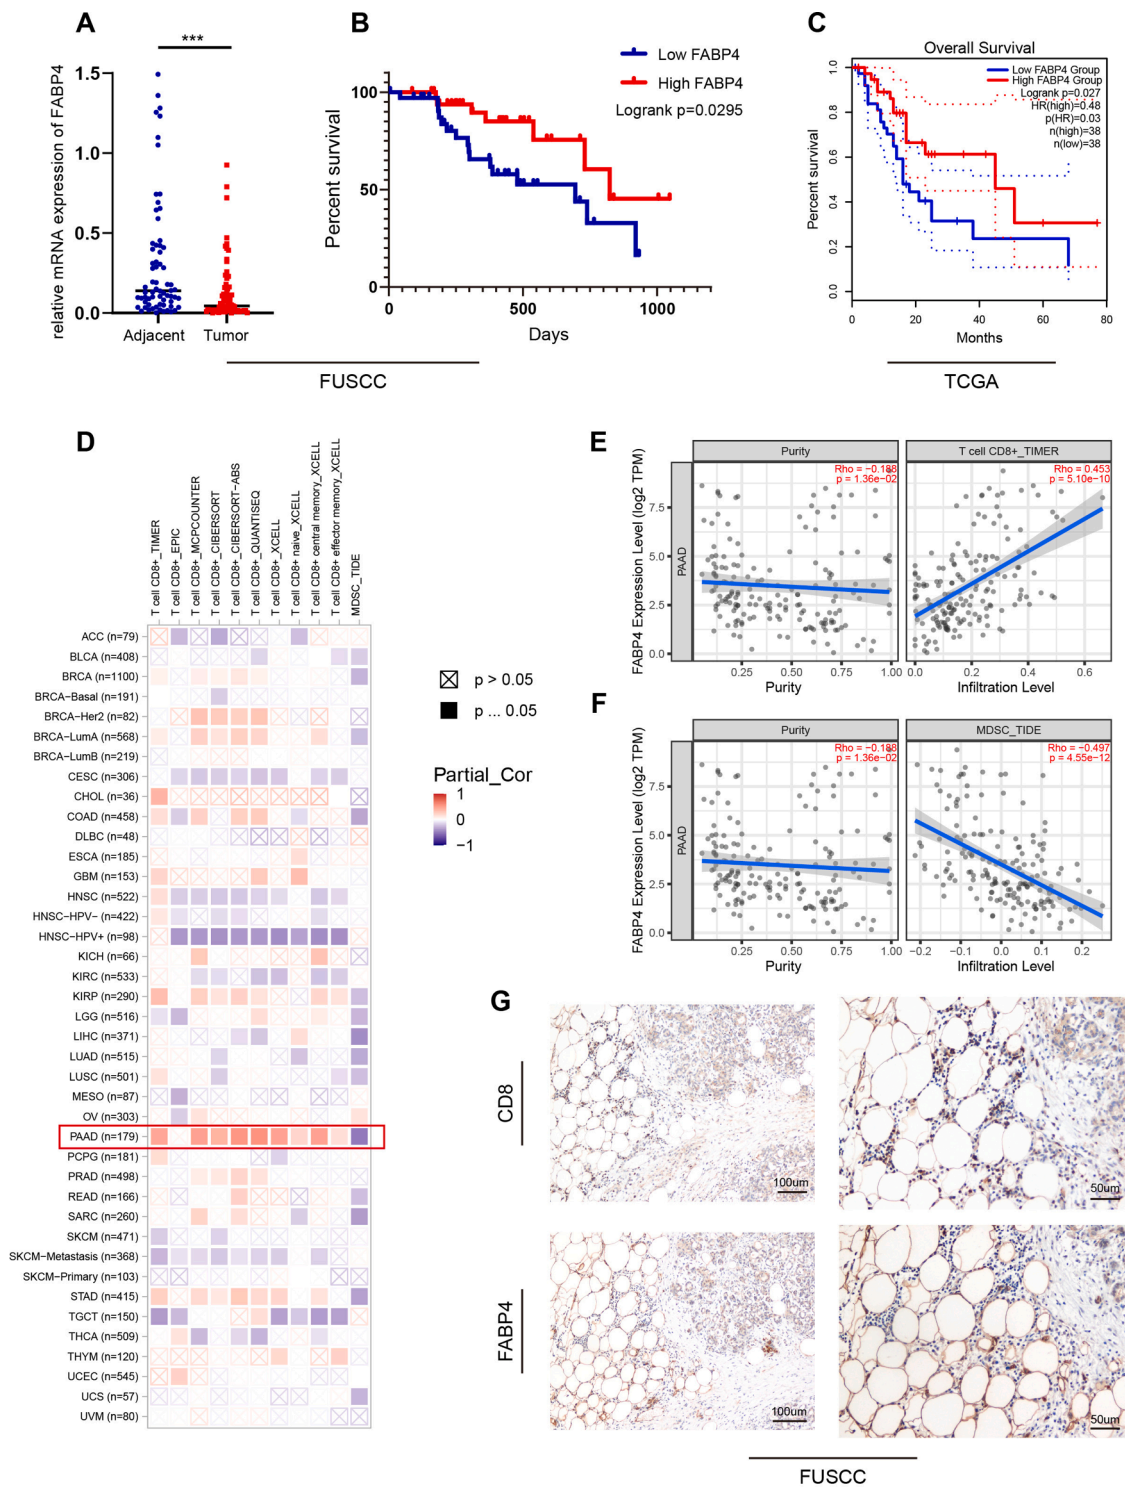 A
***
relative mRNA expression of FABP4
1.5
1.0
0.5
0.0
Adjacent
Tumor
B
Low FABP4
High FABP4
Logrank p=0.0295
Percent survival
100
50
0
0
500
1000
Days
FUSCC
C
Overall Survival
Low FABP4 Group
High FABP4 Group
Logrank p=0.027
HR(high)=0.48
p(HR)=0.03
n(high)=38
n(low)=38
Percent survival
1.0
0.8
0.6
0.4
0.2
0.0
0
20
40
60
80
Months
TCGA
D
T cell CD8+_TIMER
T cell CD8+_EPIC
T cell CD8+_MCPCOUNTER
T cell CD8+_CIBERSORT
T cell CD8+_CIBERSORT-ABS
T cell CD8+_QUANTISEQ
T cell CD8+_XCELL
T cell CD8+ naive_XCELL
T cell CD8+ central memory_XCELL
T cell CD8+ effector memory_XCELL
MDSC_TIDE
ACC (n=79)
BLCA (n=408)
BRCA (n=1100)
BRCA-Basal (n=191)
BRCA-Her2 (n=82)
BRCA-LumA (n=568)
BRCA-LumB (n=219)
CESC (n=306)
CHOL (n=36)
COAD (n=458)
DLBC (n=48)
ESCA (n=185)
GBM (n=153)
HNSC (n=522)
HNSC-HPV- (n=422)
HNSC-HPV+ (n=98)
KICH (n=66)
KIRC (n=533)
KIRP (n=290)
LGG (n=516)
LIHC (n=371)
LUAD (n=515)
LUSC (n=501)
MESO (n=87)
OV (n=303)
PAAD (n=179)
PCPG (n=181)
PRAD (n=498)
READ (n=166)
SARC (n=260)
SKCM (n=471)
SKCM-Metastasis (n=368)
SKCM-Primary (n=103)
STAD (n=415)
TGCT (n=150)
THCA (n=509)
THYM (n=120)
UCEC (n=545)
UCS (n=57)
UVM (n=80)
p > 0.05
p ... 0.05
Partial_Cor
1
0
-1
E
Purity
T cell CD8+_TIMER
Rho = -0.188
p = 1.36e-02
Rho = 0.453
p = 5.10e-10
FABP4 Expression Level (log2 TPM)
PAAD
7.5
5.0
2.5
0.0
0.25
0.50
0.75
1.00
0.0
0.2
0.4
0.6
Purity
Infiltration Level
F
Purity
MDSC_TIDE
Rho = -0.188
p = 1.36e-02
Rho = -0.497
p = 4.55e-12
FABP4 Expression Level (log2 TPM)
PAAD
7.5
5.0
2.5
0.0
0.25
0.50
0.75
1.00
-0.2
-0.1
0.0
0.1
0.2
Purity
Infiltration Level
G
CD8
100um
50um
FABP4
100um
50um
FUSCC